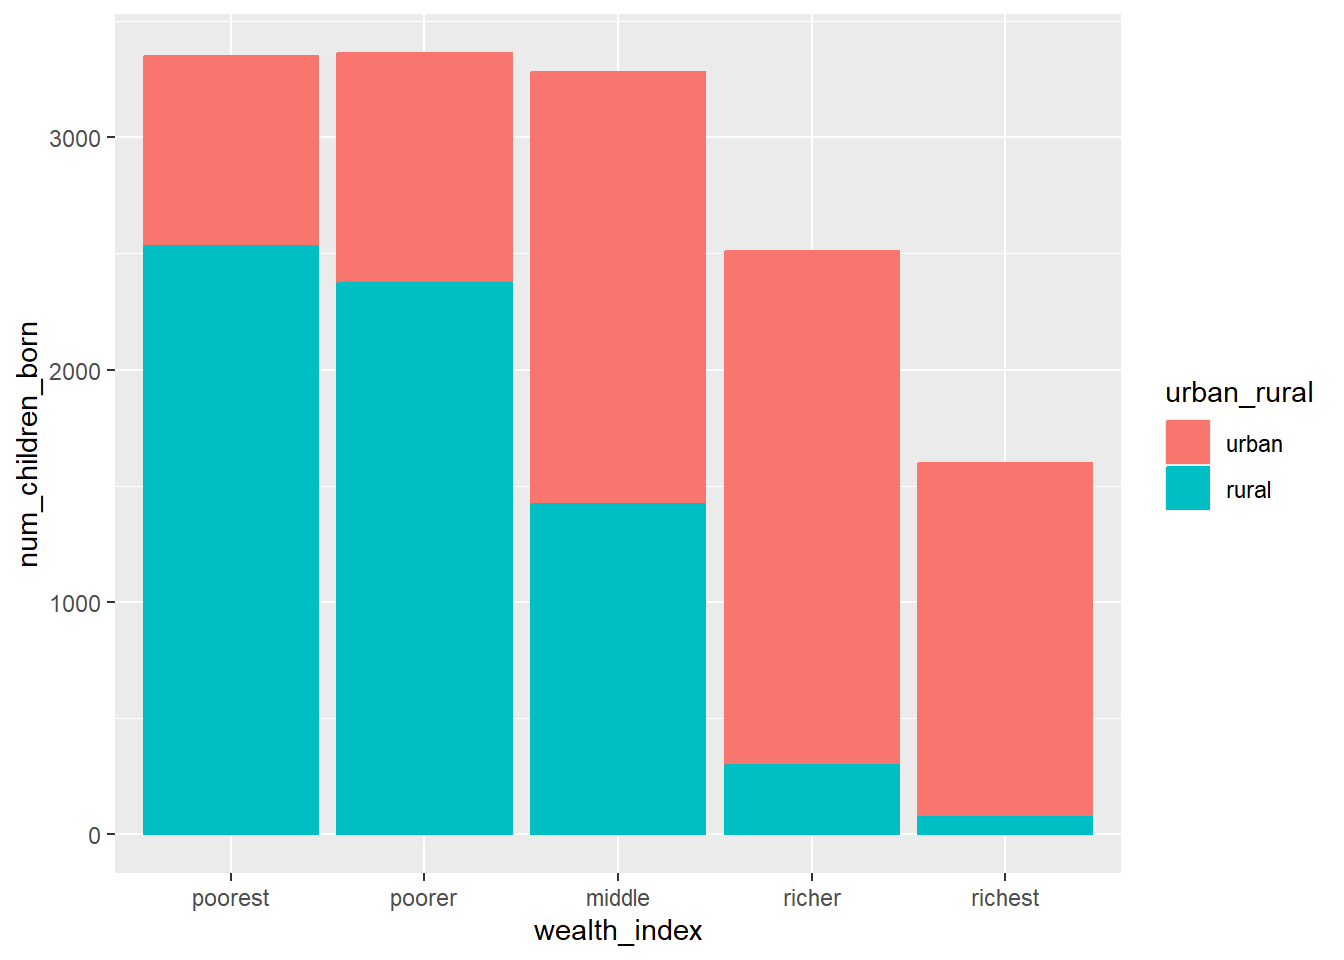 num_children_born
3000
2000
1000
0
poorest
poorer
middle
richer
richest
wealth_index
urban_rural
urban
rural